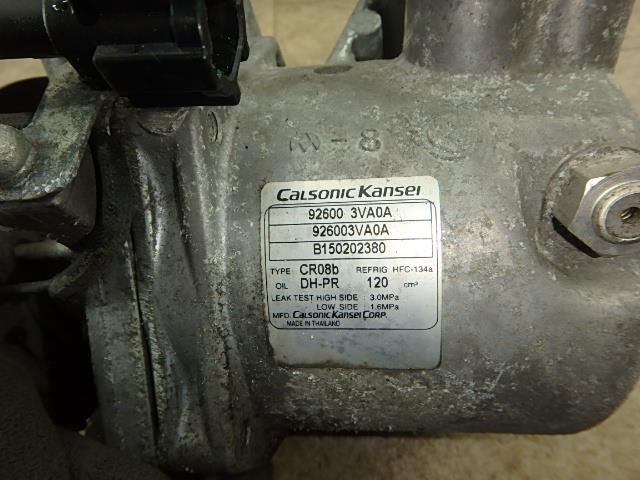 CALSONIC KANSEI
92600 3VA0A
926003VA0A
B150202380
TYPE CR08b REFRIG HFC-134a
OIL DH-PR 120 cm³
LEAK TEST HIGH SIDE : 3.0MPa
LOW SIDE : 1.6MPa
MFD. CALSONIC KANSEI CORP.
MADE IN THAILAND